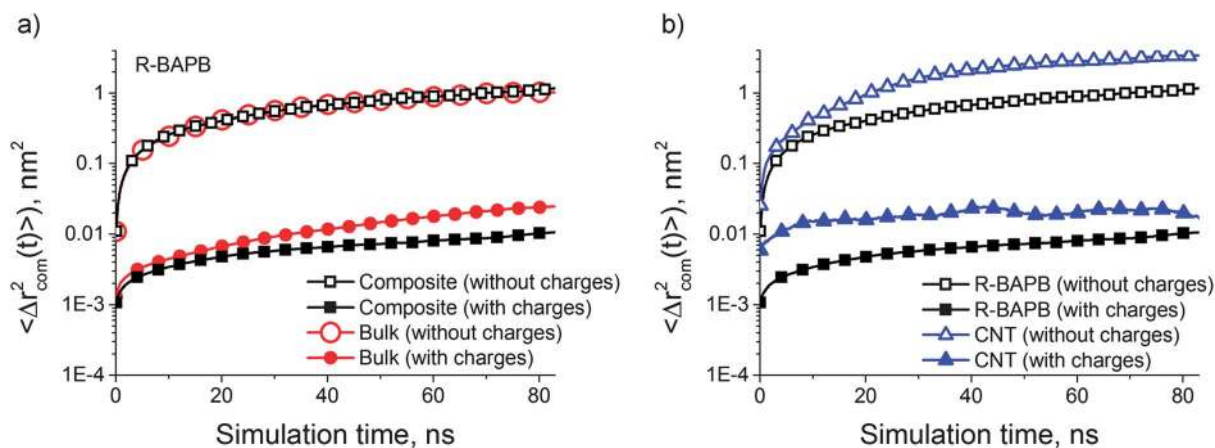 a)
R-BAPB
1
0.1
0.01
1E-3
1E-4
<Δr²com(t)>), nm²
Composite (without charges)
Composite (with charges)
Bulk (without charges)
Bulk (with charges)
0 20 40 60 80
Simulation time, ns
b)
1
0.1
0.01
1E-3
1E-4
<Δr²com(t)>), nm²
R-BAPB (without charges)
R-BAPB (with charges)
CNT (without charges)
CNT (with charges)
0 20 40 60 80
Simulation time, ns